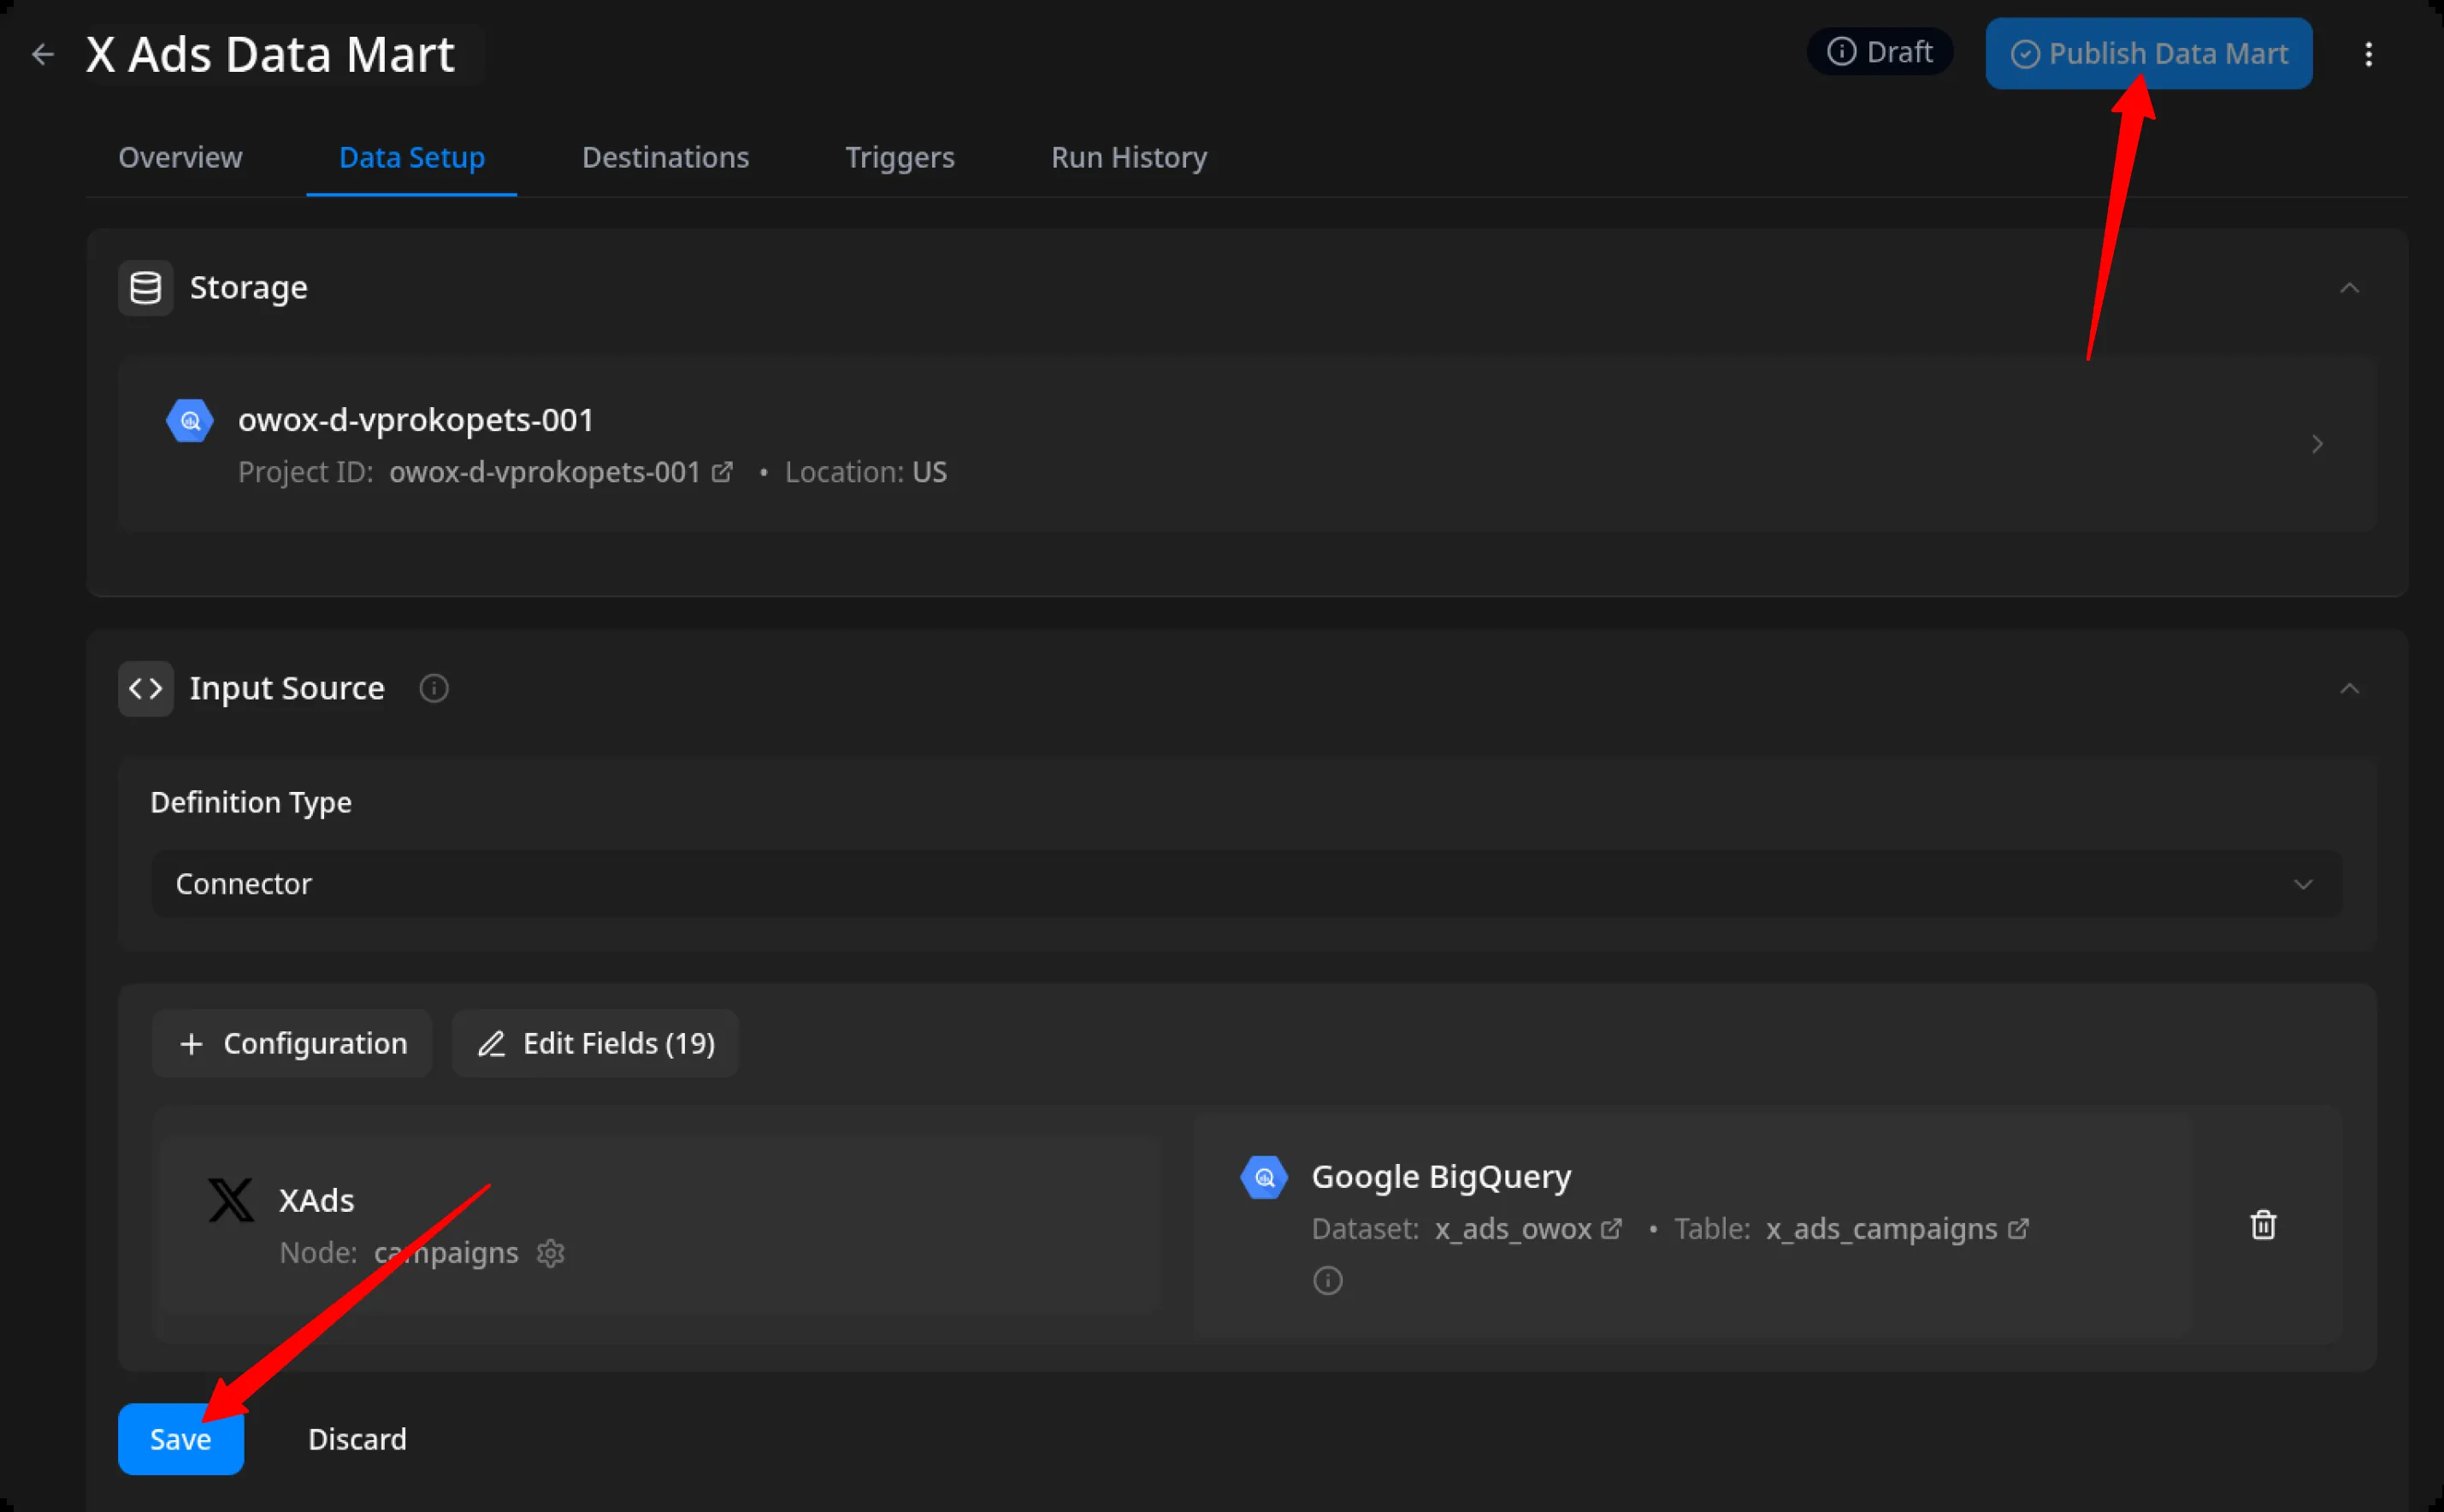 X Ads Data Mart
Draft
Publish Data Mart
Overview
Data Setup
Destinations
Triggers
Run History
Storage
owox-d-vprokopets-001
Project ID: owox-d-vprokopets-001 • Location: US
Input Source
Definition Type
Connector
Configuration
Edit Fields (19)
XAds
Node: campaigns
Google BigQuery
Dataset: x_ads_owox • Table: x_ads_campaigns
Save
Discard